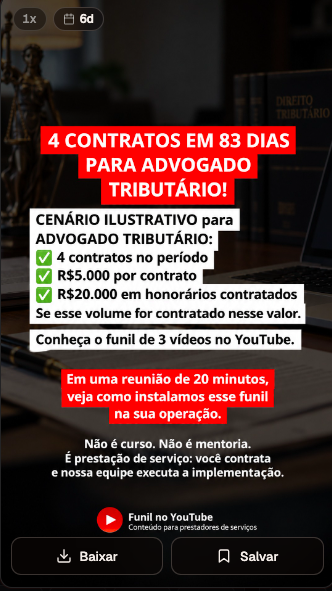 1x
6d
DIREITO
TRIBUTÁRIO
4 CONTRATOS EM 83 DIAS
PARA ADVOGADO
TRIBUTÁRIO!
CENÁRIO ILUSTRATIVO para
ADVOGADO TRIBUTÁRIO:
✅ 4 contratos no período
✅ R$5.000 por contrato
✅ R$20.000 em honorários contratados
Se esse volume for contratado nesse valor.
Conheça o funil de 3 vídeos no YouTube.
Em uma reunião de 20 minutos,
veja como instalamos esse funil
na sua operação.
Não é curso. Não é mentoria.
É prestação de serviço: você contrata
e nossa equipe executa a implementação.
Funil no YouTube
Conteúdo para prestadores de serviços
Baixar
Salvar